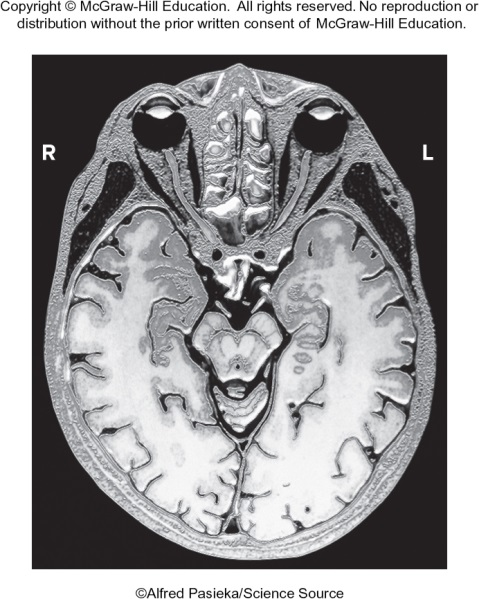 Copyright © McGraw-Hill Education. All rights reserved. No reproduction or
distribution without the prior written consent of McGraw-Hill Education.
R
L
©Alfred Pasieka/Science Source